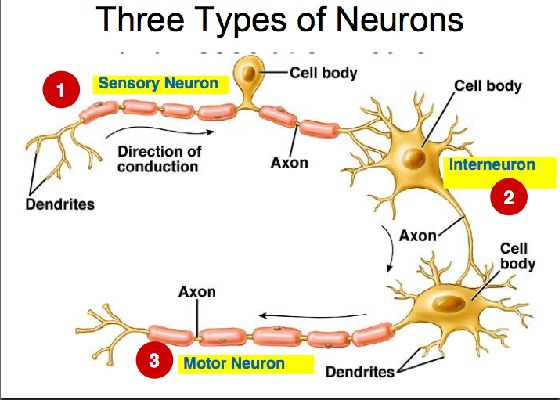 Three Types of Neurons
1
Sensory Neuron
Cell body
Cell body
Direction of
conduction
Axon
Interneuron
2
Dendrites
Axon
Cell
body
Axon
3
Motor Neuron
Dendrites